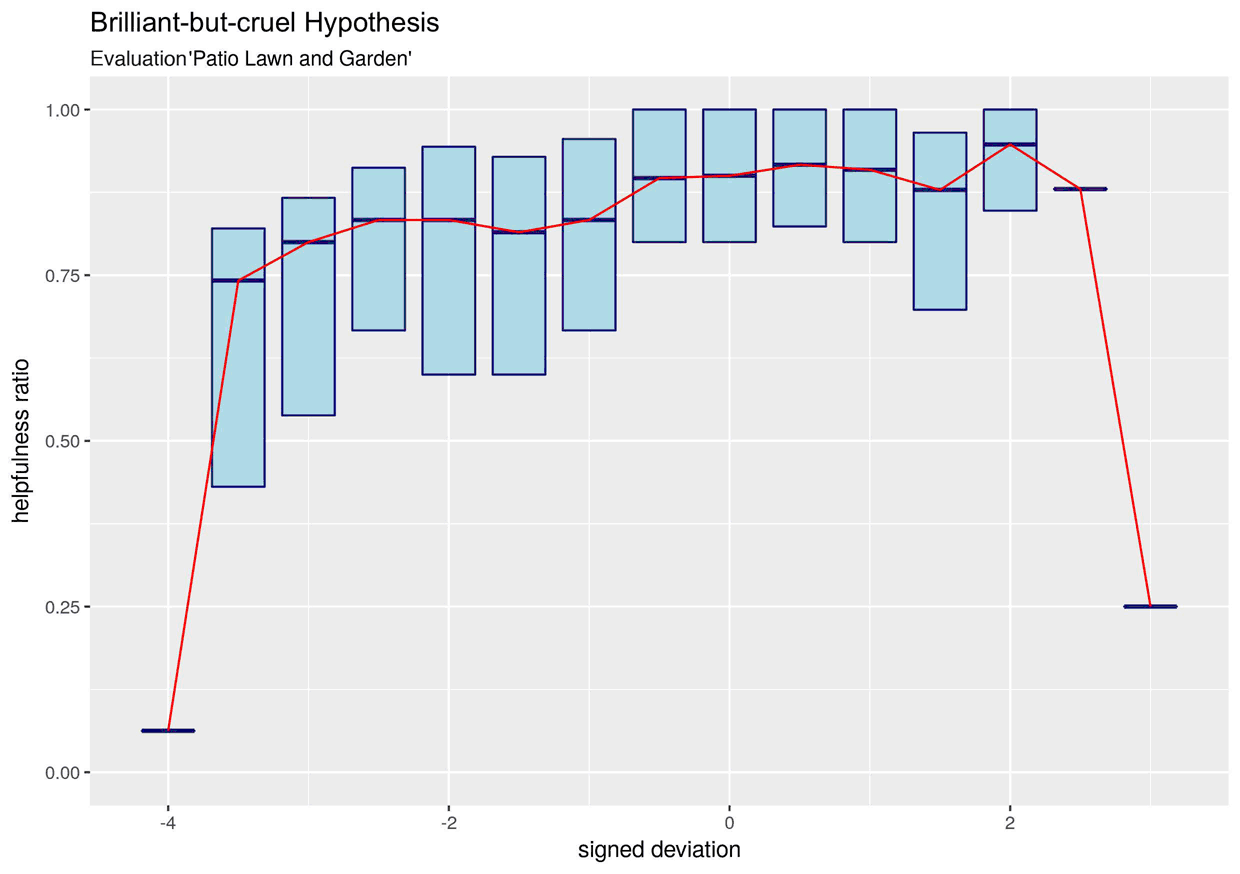 Brilliant-but-cruel Hypothesis
Evaluation'Patio Lawn and Garden'
1.00
0.75
0.50
0.25
0.00
helpfulness ratio
-4
-2
0
2
signed deviation